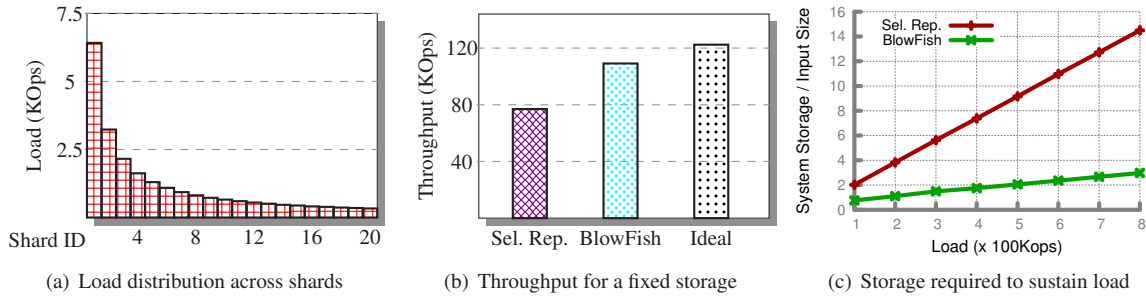 7.5
5
2.5
Load (KOps)
Shard ID 4 8 12 16 20
(a) Load distribution across shards
120
80
40
Throughput (KOps)
Sel. Rep. BlowFish Ideal
(b) Throughput for a fixed storage
16
14
12
10
8
6
4
2
0
System Storage / Input Size
Sel. Rep.
BlowFish
1 2 3 4 5 6 7 8
Load (x 100Kops)
(c) Storage required to sustain load